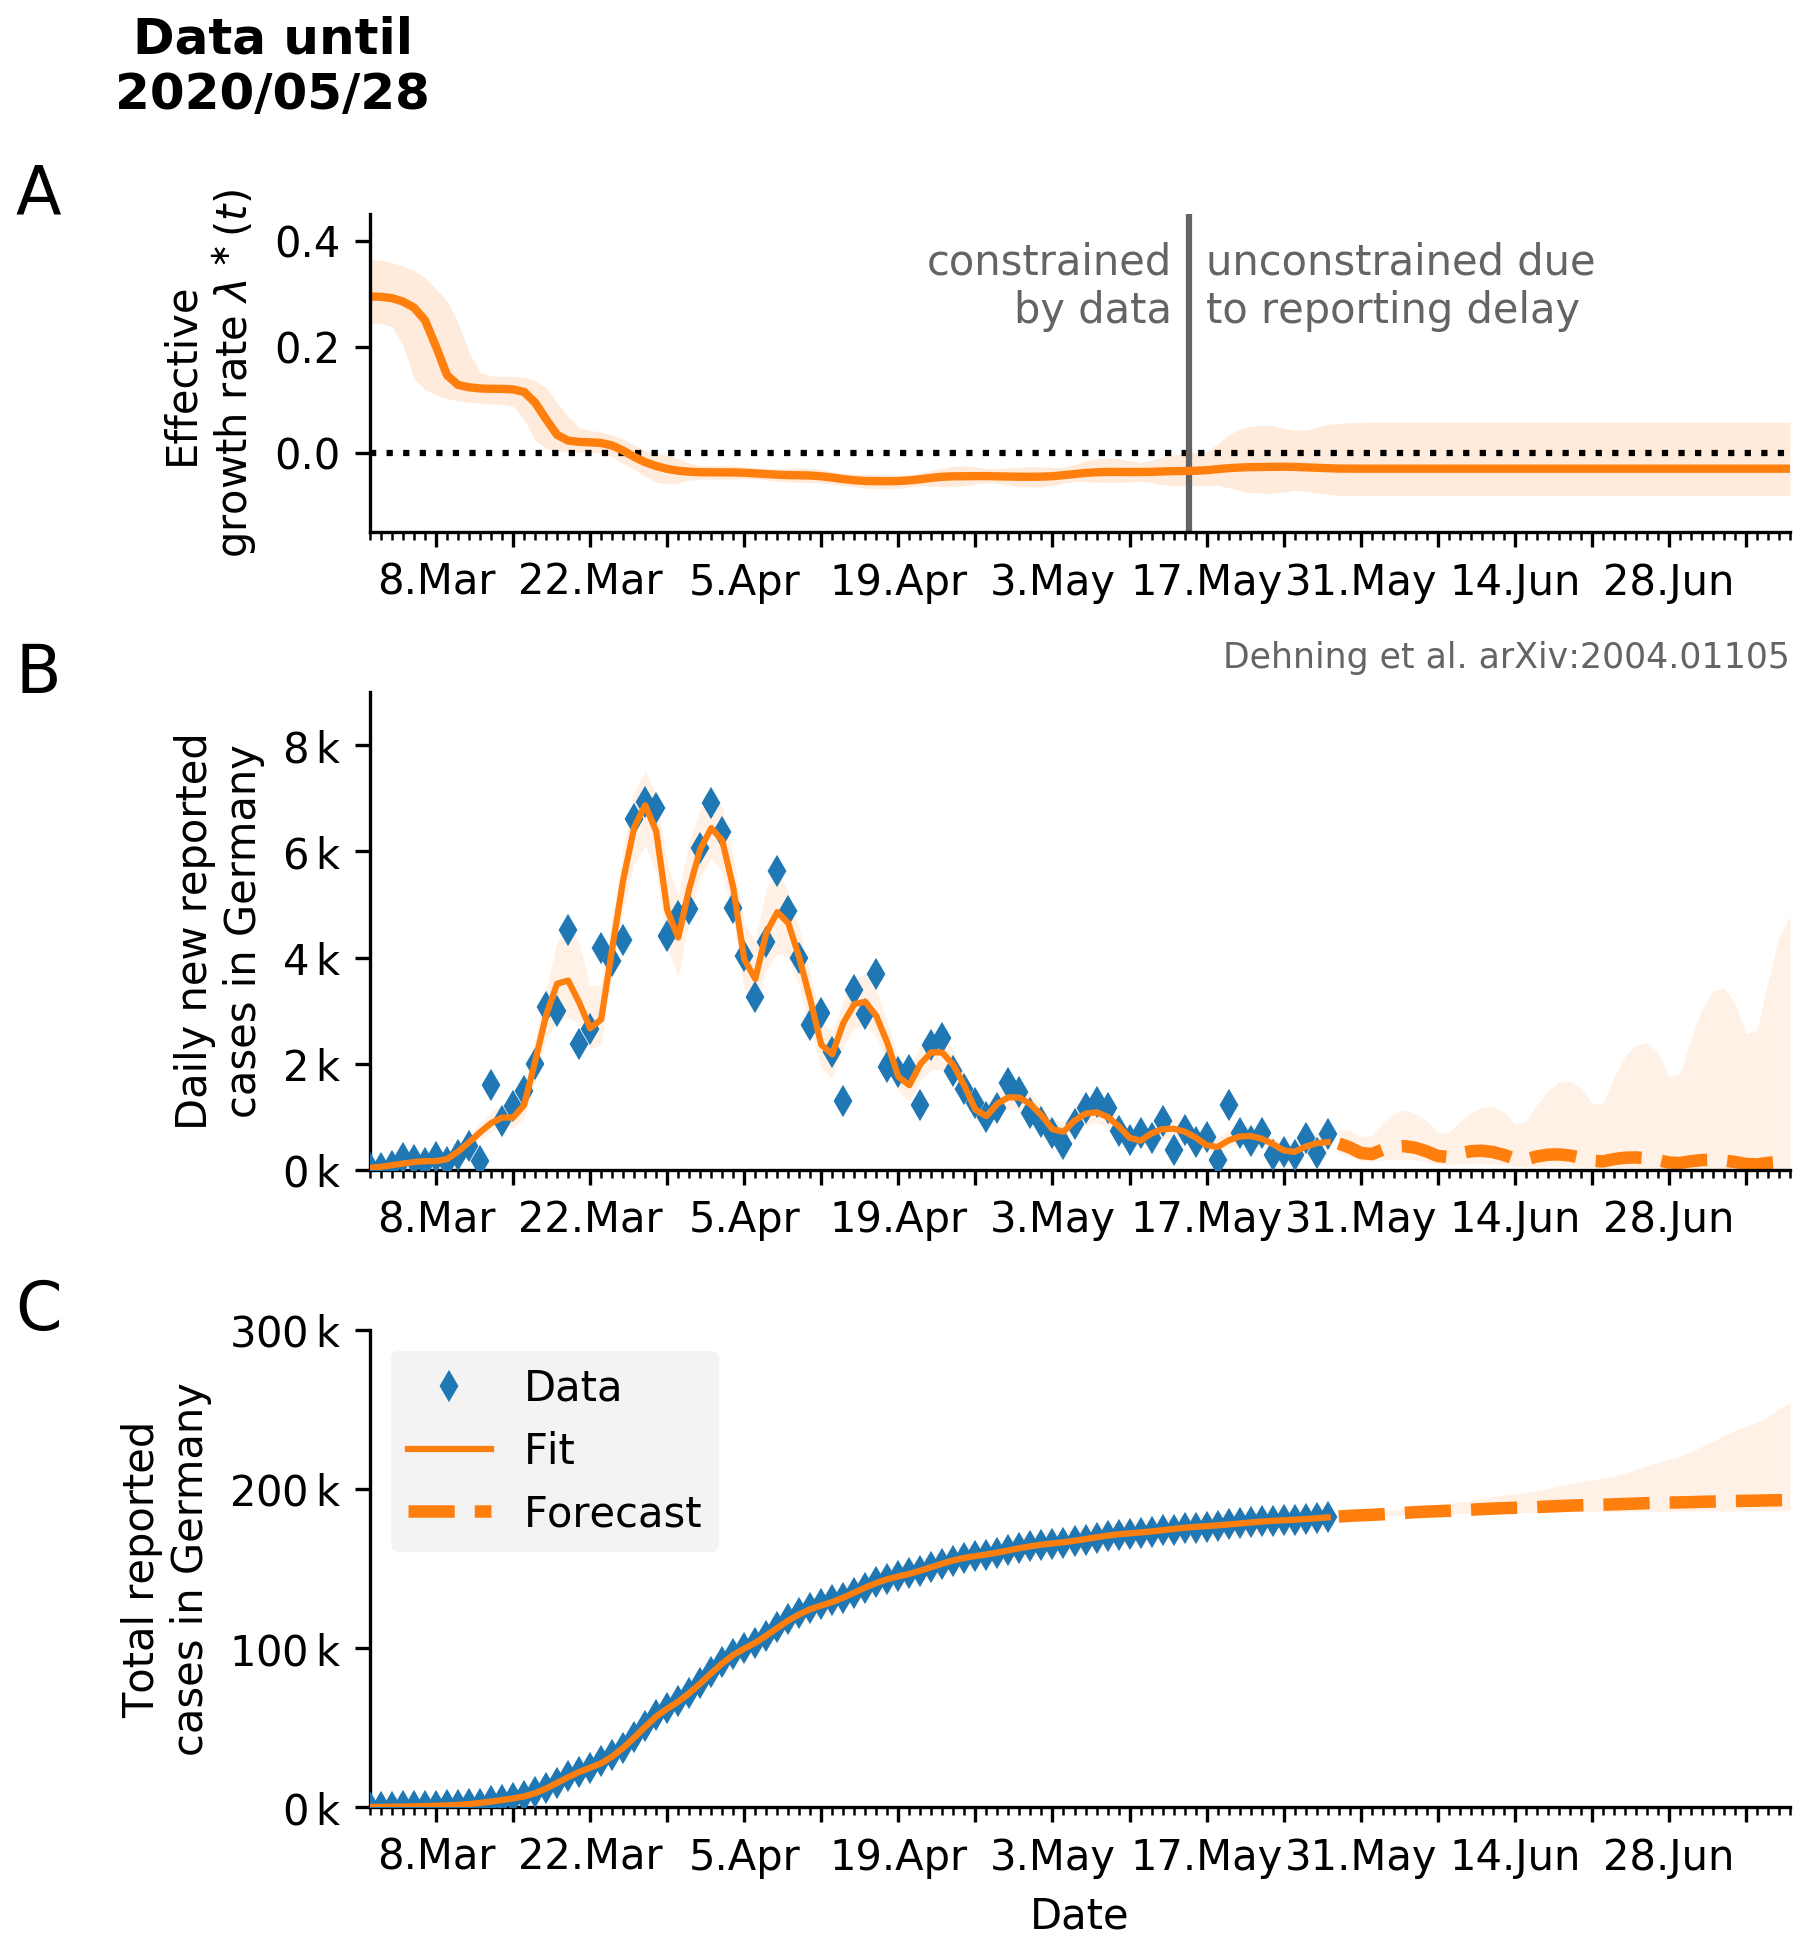 Data until
2020/05/28
A
Effective
growth rate λ * (t)
0.4
0.2
0.0
constrained
by data
unconstrained due
to reporting delay
8.Mar 22.Mar 5.Apr 19.Apr 3.May 17.May 31.May 14.Jun 28.Jun
Dehning et al. arXiv:2004.01105
B
Daily new reported
cases in Germany
8 k
6 k
4 k
2 k
0 k
8.Mar 22.Mar 5.Apr 19.Apr 3.May 17.May 31.May 14.Jun 28.Jun
C
Total reported
cases in Germany
300 k
200 k
100 k
0 k
Data
Fit
Forecast
8.Mar 22.Mar 5.Apr 19.Apr 3.May 17.May 31.May 14.Jun 28.Jun
Date